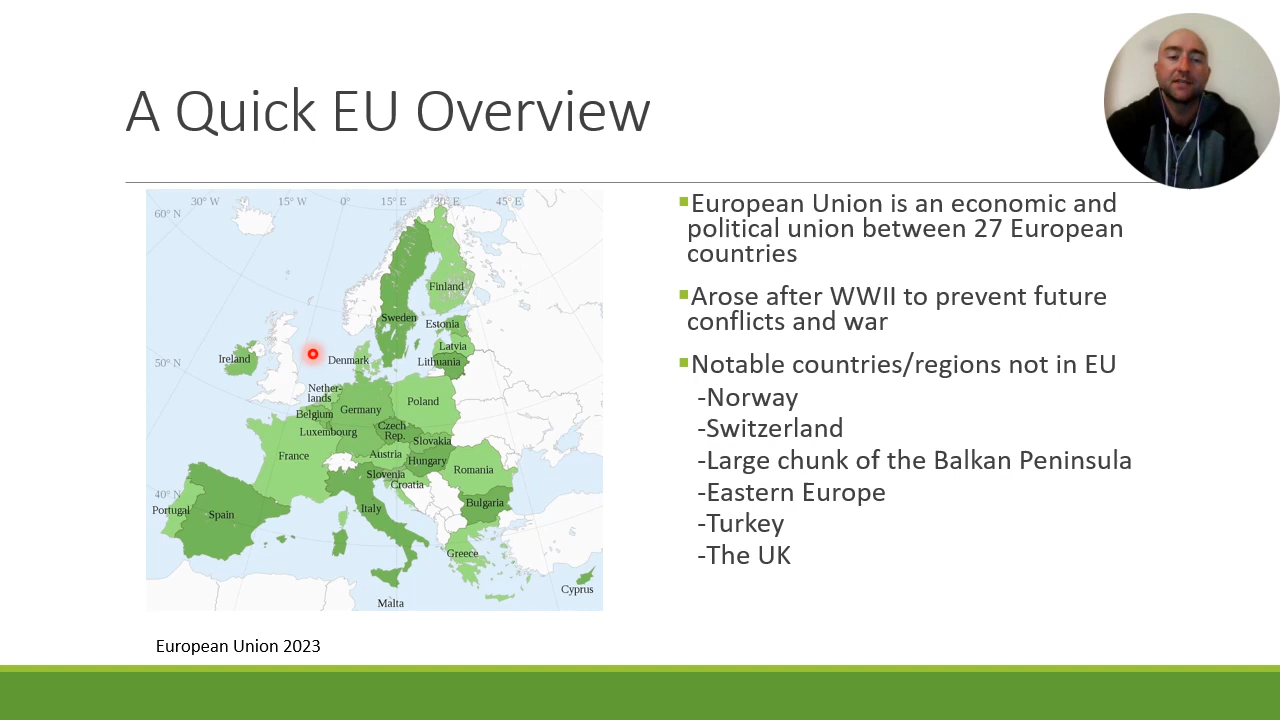 A Quick EU Overview
30° W
15° W
0°
15° E
30° E
45° E
60° N
Finland
Sweden
Estonia
Latvia
Lithuania
50° N
Ireland
Denmark
Nether-
lands
Belgium
Germany
Poland
Luxembourg
Czech
Rep.
Slovakia
France
Austria
Hungary
Romania
Slovenia
Croatia
40° N
Portugal
Spain
Italy
Bulgaria
Greece
Cyprus
Malta
European Union 2023
▪European Union is an economic and
political union between 27 European
countries
▪Arose after WWII to prevent future
conflicts and war
▪Notable countries/regions not in EU
-Norway
-Switzerland
-Large chunk of the Balkan Peninsula
-Eastern Europe
-Turkey
-The UK